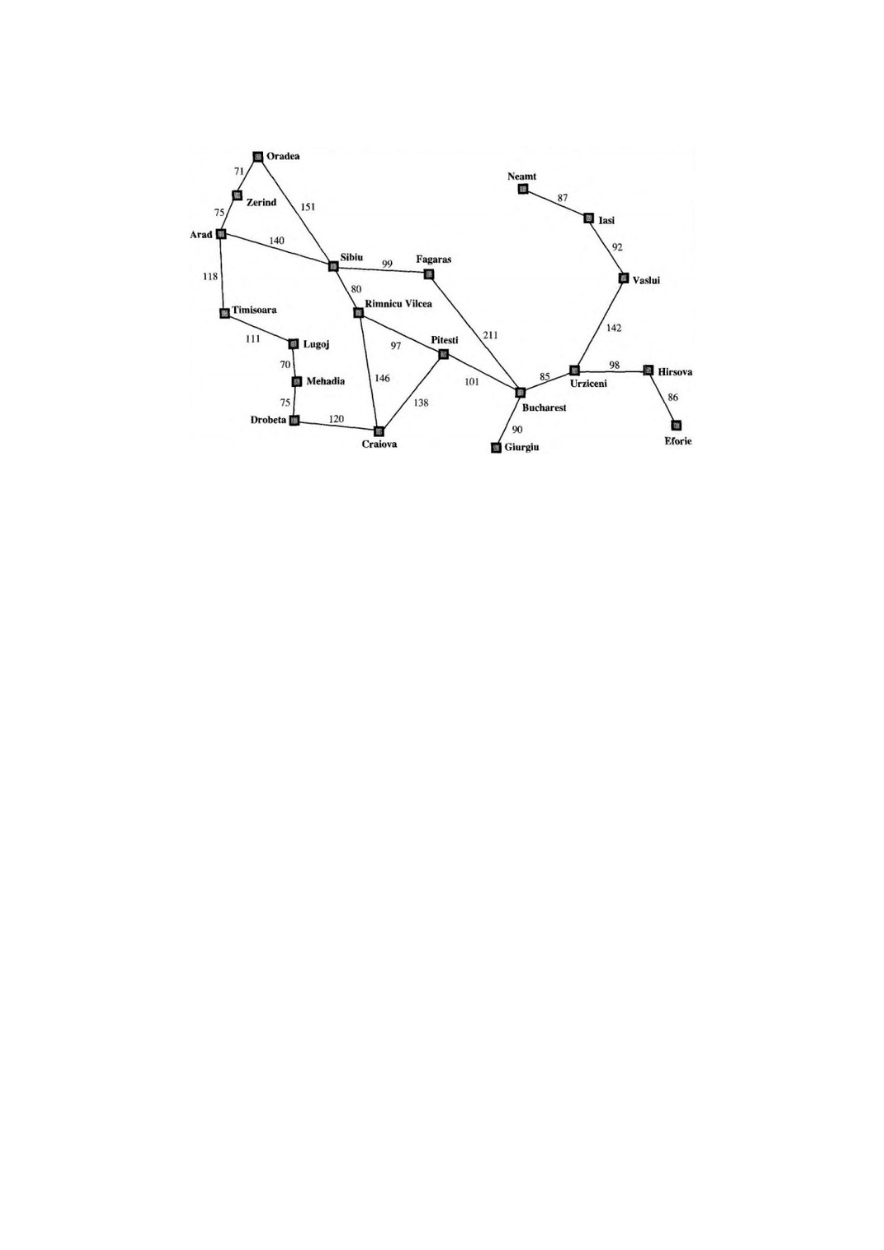 Oradea
71
Neamt
Zerind
87
151
75
Iasi
Arad
140
92
Sibiu
99
Fagaras
118
80
Vaslui
Rimnicu Vilcea
Timisoara
142
111
Lugoj
97
Pitesti
211
70
98
Mehadia
146
101
85
Urziceni
Hirsova
75
138
86
Bucharest
Drobeta
120
90
Craiova
Giurgiu
Eforie